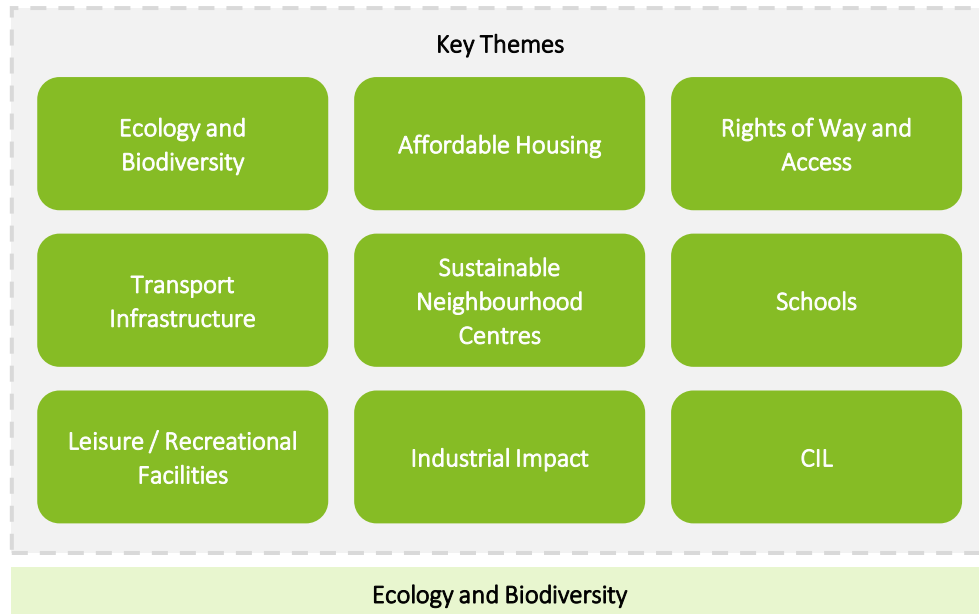 Key Themes
Ecology and
Biodiversity
Affordable Housing
Rights of Way and
Access
Transport
Infrastructure
Sustainable
Neighbourhood
Centres
Schools
Leisure / Recreational
Facilities
Industrial Impact
CIL
Ecology and Biodiversity